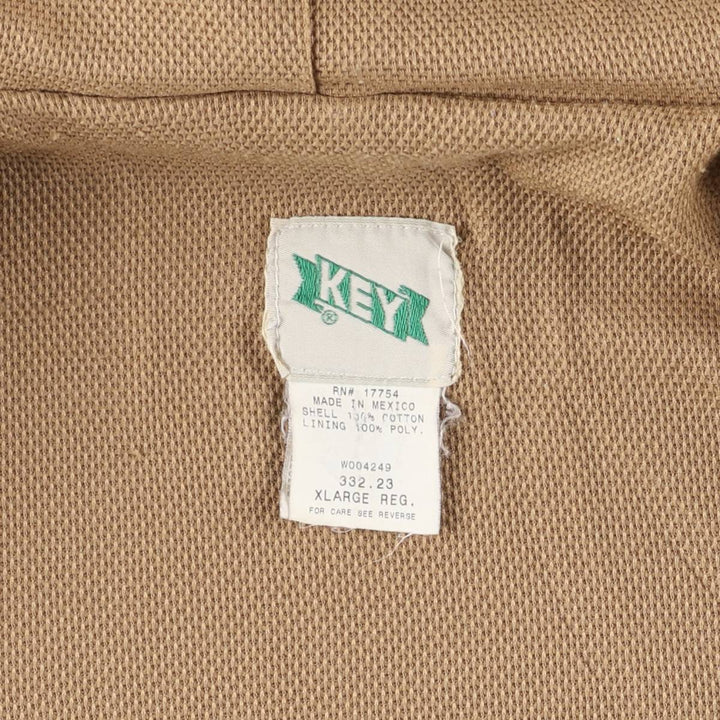 KEY
®
RN# 17754
MADE IN MEXICO
SHELL 100% COTTON
LINING 100% POLY.
W004249
332.23
XLARGE REG.
FOR CARE SEE REVERSE